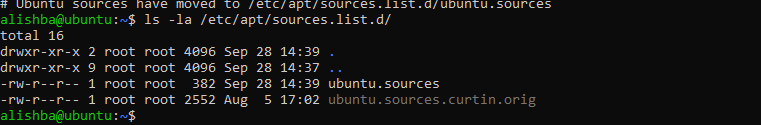 # Ubuntu sources have moved to /etc/apt/sources.list.d/ubuntu.sources
alishba@ubuntu:~$ ls -la /etc/apt/sources.list.d/
total 16
drwxr-xr-x 2 root root 4096 Sep 28 14:39 .
drwxr-xr-x 9 root root 4096 Sep 28 14:37 ..
-rw-r--r-- 1 root root  382 Sep 28 14:39 ubuntu.sources
-rw-r--r-- 1 root root 2552 Aug  5 17:02 ubuntu.sources.curtin.orig
alishba@ubuntu:~$